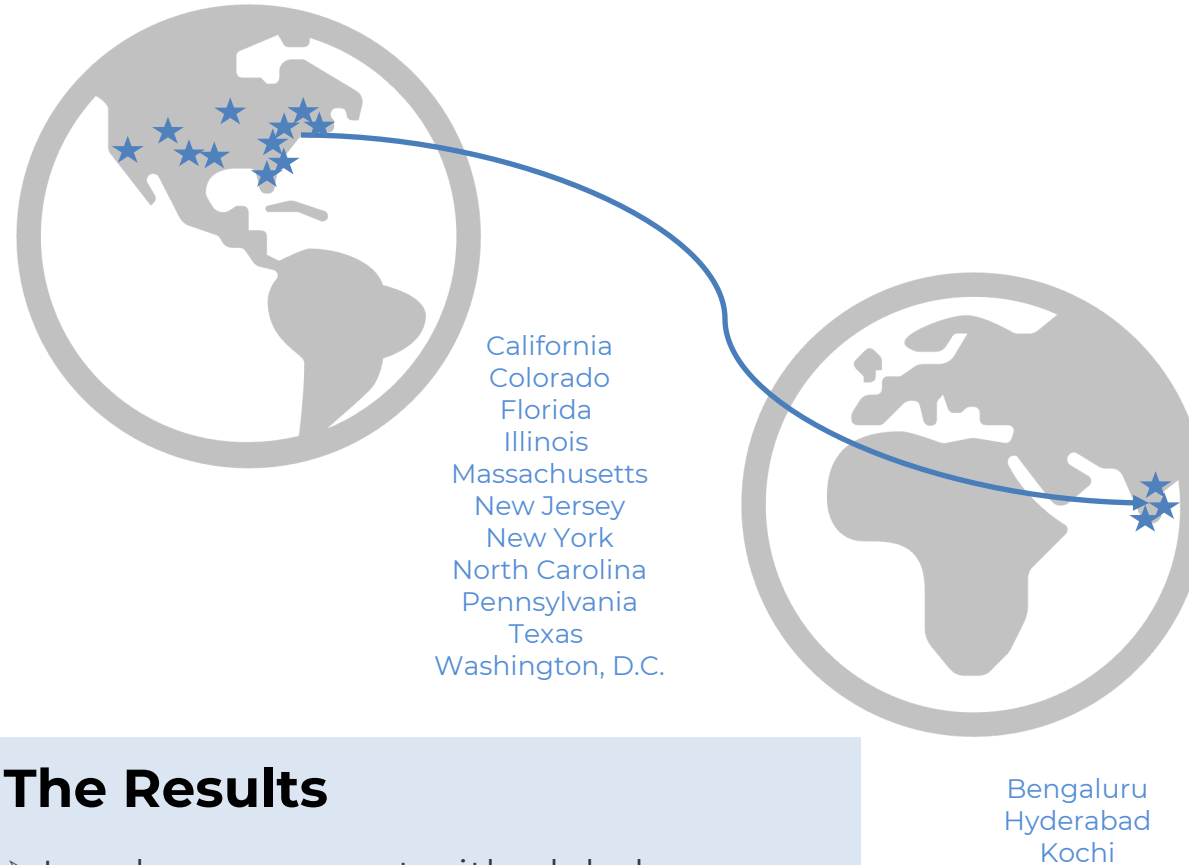 California
Colorado
Florida
Illinois
Massachusetts
New Jersey
New York
North Carolina
Pennsylvania
Texas
Washington, D.C.
The Results
Bengaluru
Hyderabad
Kochi